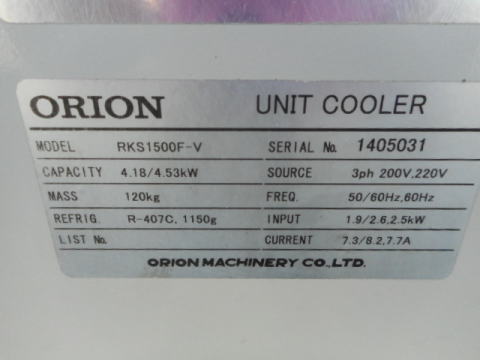 ORION UNIT COOLER
MODEL RKS1500F-V SERIAL No. 1405031
CAPACITY 4.18/4.53kW SOURCE 3ph 200V,220V
MASS 120kg FREQ. 50/60Hz,60Hz
REFRIG. R-407C, 1150g INPUT 1.9/2.6,2.5kW
LIST No. CURRENT 7.3/8.2,7.7A
ORION MACHINERY CO.,LTD.